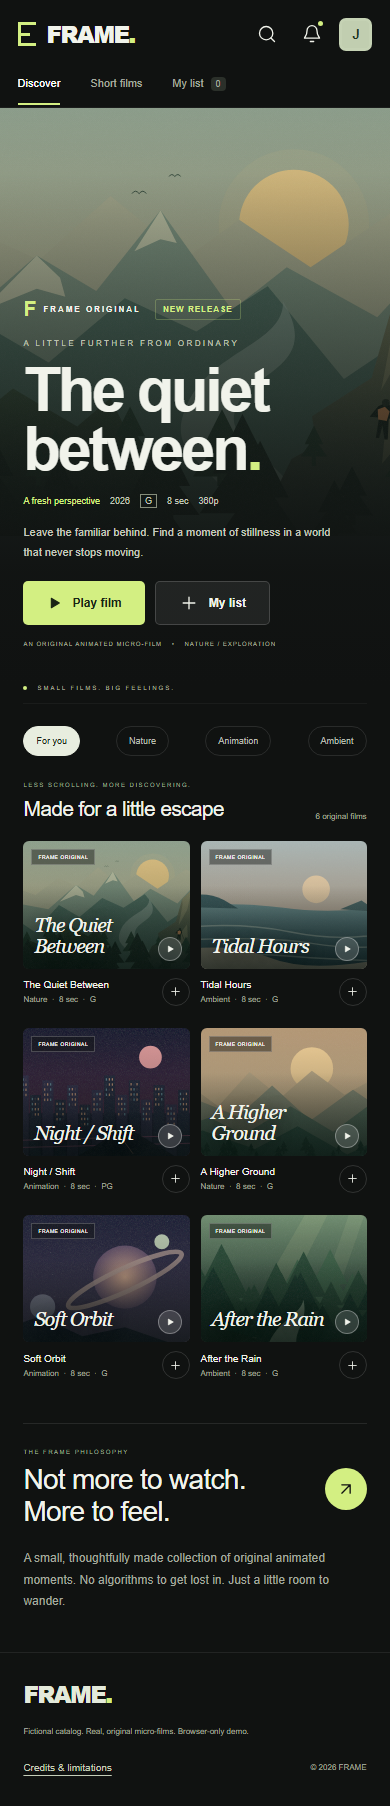 FRAME.
J
Discover
Short films
My list 0
F FRAME ORIGINAL
NEW RELEASE
A LITTLE FURTHER FROM ORDINARY
The quiet
between.
A fresh perspective 2026 G 8 sec 360p
Leave the familiar behind. Find a moment of stillness in a world
that never stops moving.
Play film
My list
AN ORIGINAL ANIMATED MICRO-FILM • NATURE / EXPLORATION
SMALL FILMS. BIG FEELINGS.
For you
Nature
Animation
Ambient
LESS SCROLLING. MORE DISCOVERING.
Made for a little escape
6 original films
FRAME ORIGINAL
The Quiet
Between
The Quiet Between
Nature · 8 sec · G
FRAME ORIGINAL
Tidal Hours
Tidal Hours
Ambient · 8 sec · G
FRAME ORIGINAL
Night / Shift
Night / Shift
Animation · 8 sec · PG
FRAME ORIGINAL
A Higher
Ground
A Higher Ground
Nature · 8 sec · G
FRAME ORIGINAL
Soft Orbit
Soft Orbit
Animation · 8 sec · G
FRAME ORIGINAL
After the Rain
After the Rain
Ambient · 8 sec · G
THE FRAME PHILOSOPHY
Not more to watch.
More to feel.
A small, thoughtfully made collection of original animated
moments. No algorithms to get lost in. Just a little room to
wander.
FRAME.
Fictional catalog. Real, original micro-films. Browser-only demo.
Credits & limitations
© 2026 FRAME